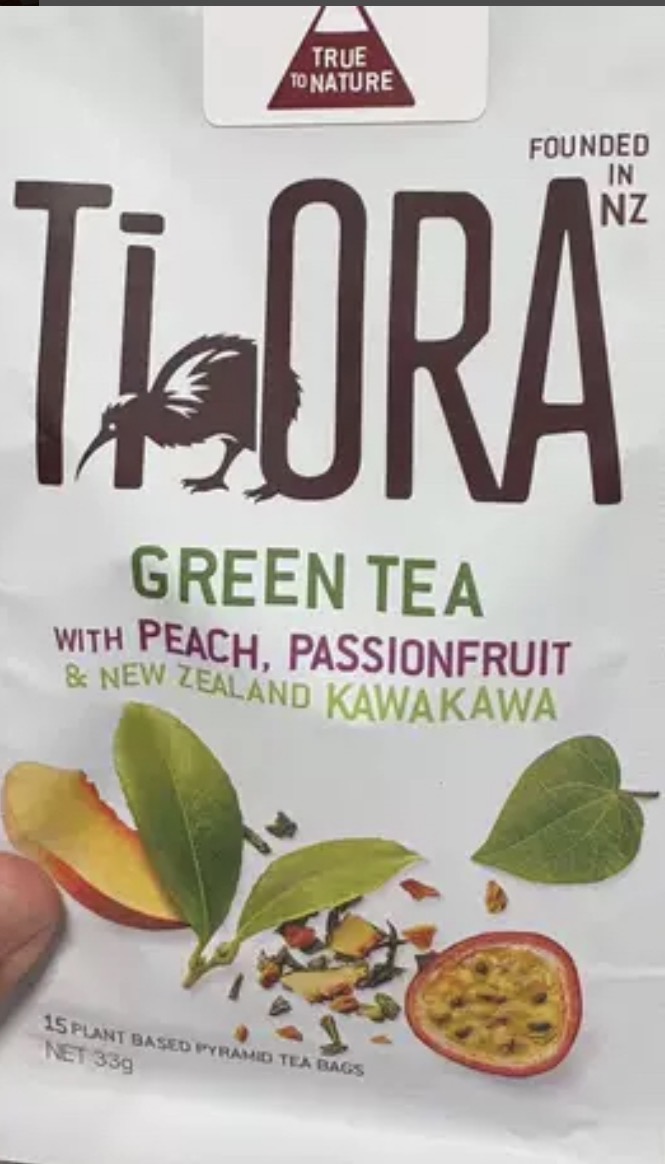 TRUE
TO NATURE
FOUNDED
IN
NZ
Tī ORA
GREEN TEA
WITH PEACH, PASSIONFRUIT
& NEW ZEALAND KAWAKAWA
15 PLANT BASED PYRAMID TEA BAGS
NET 33g